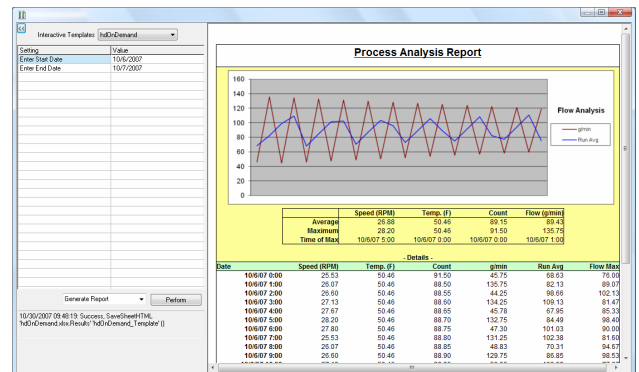 <<
Interactive Templates: hdOnDemand
Setting Value
Enter Start Date 10/6/2007
Enter End Date 10/7/2007
Generate Report Perform
10/30/2007 09:48:19: Success, SaveSheetHTML
'hdOnDemand.xlsx.Results' 'hdOnDemand_Template' ()
Process Analysis Report
160
140
120
100
80
60
40
20
0
Flow Analysis
g/min
Run Avg
Speed (RPM) Temp. (F) Count Flow (g/min)
Average 26.88 50.46 89.15 89.43
Maximum 28.20 50.46 91.50 135.75
Time of Max 10/6/07 5:00 10/6/07 0:00 10/6/07 0:00 10/6/07 1:00
- Details -
Date Speed (RPM) Temp. (F) Count g/min Run Avg Flow Max
10/6/07 0:00 25.53 50.46 91.50 45.75 68.63 76.00
10/6/07 1:00 26.07 50.46 88.50 135.75 82.13 89.07
10/6/07 2:00 26.60 50.46 88.55 44.25 98.66 102.13
10/6/07 3:00 27.13 50.46 88.60 134.25 109.13 81.47
10/6/07 4:00 27.67 50.46 88.65 45.78 67.95 85.33
10/6/07 5:00 28.20 50.46 88.70 132.75 84.49 98.40
10/6/07 6:00 27.80 50.46 88.75 47.30 101.03 90.00
10/6/07 7:00 25.53 50.46 88.80 131.25 102.38 81.60
10/6/07 8:00 26.07 50.46 88.85 48.83 70.31 94.67
10/6/07 9:00 26.60 50.46 88.90 129.75 86.85 98.53